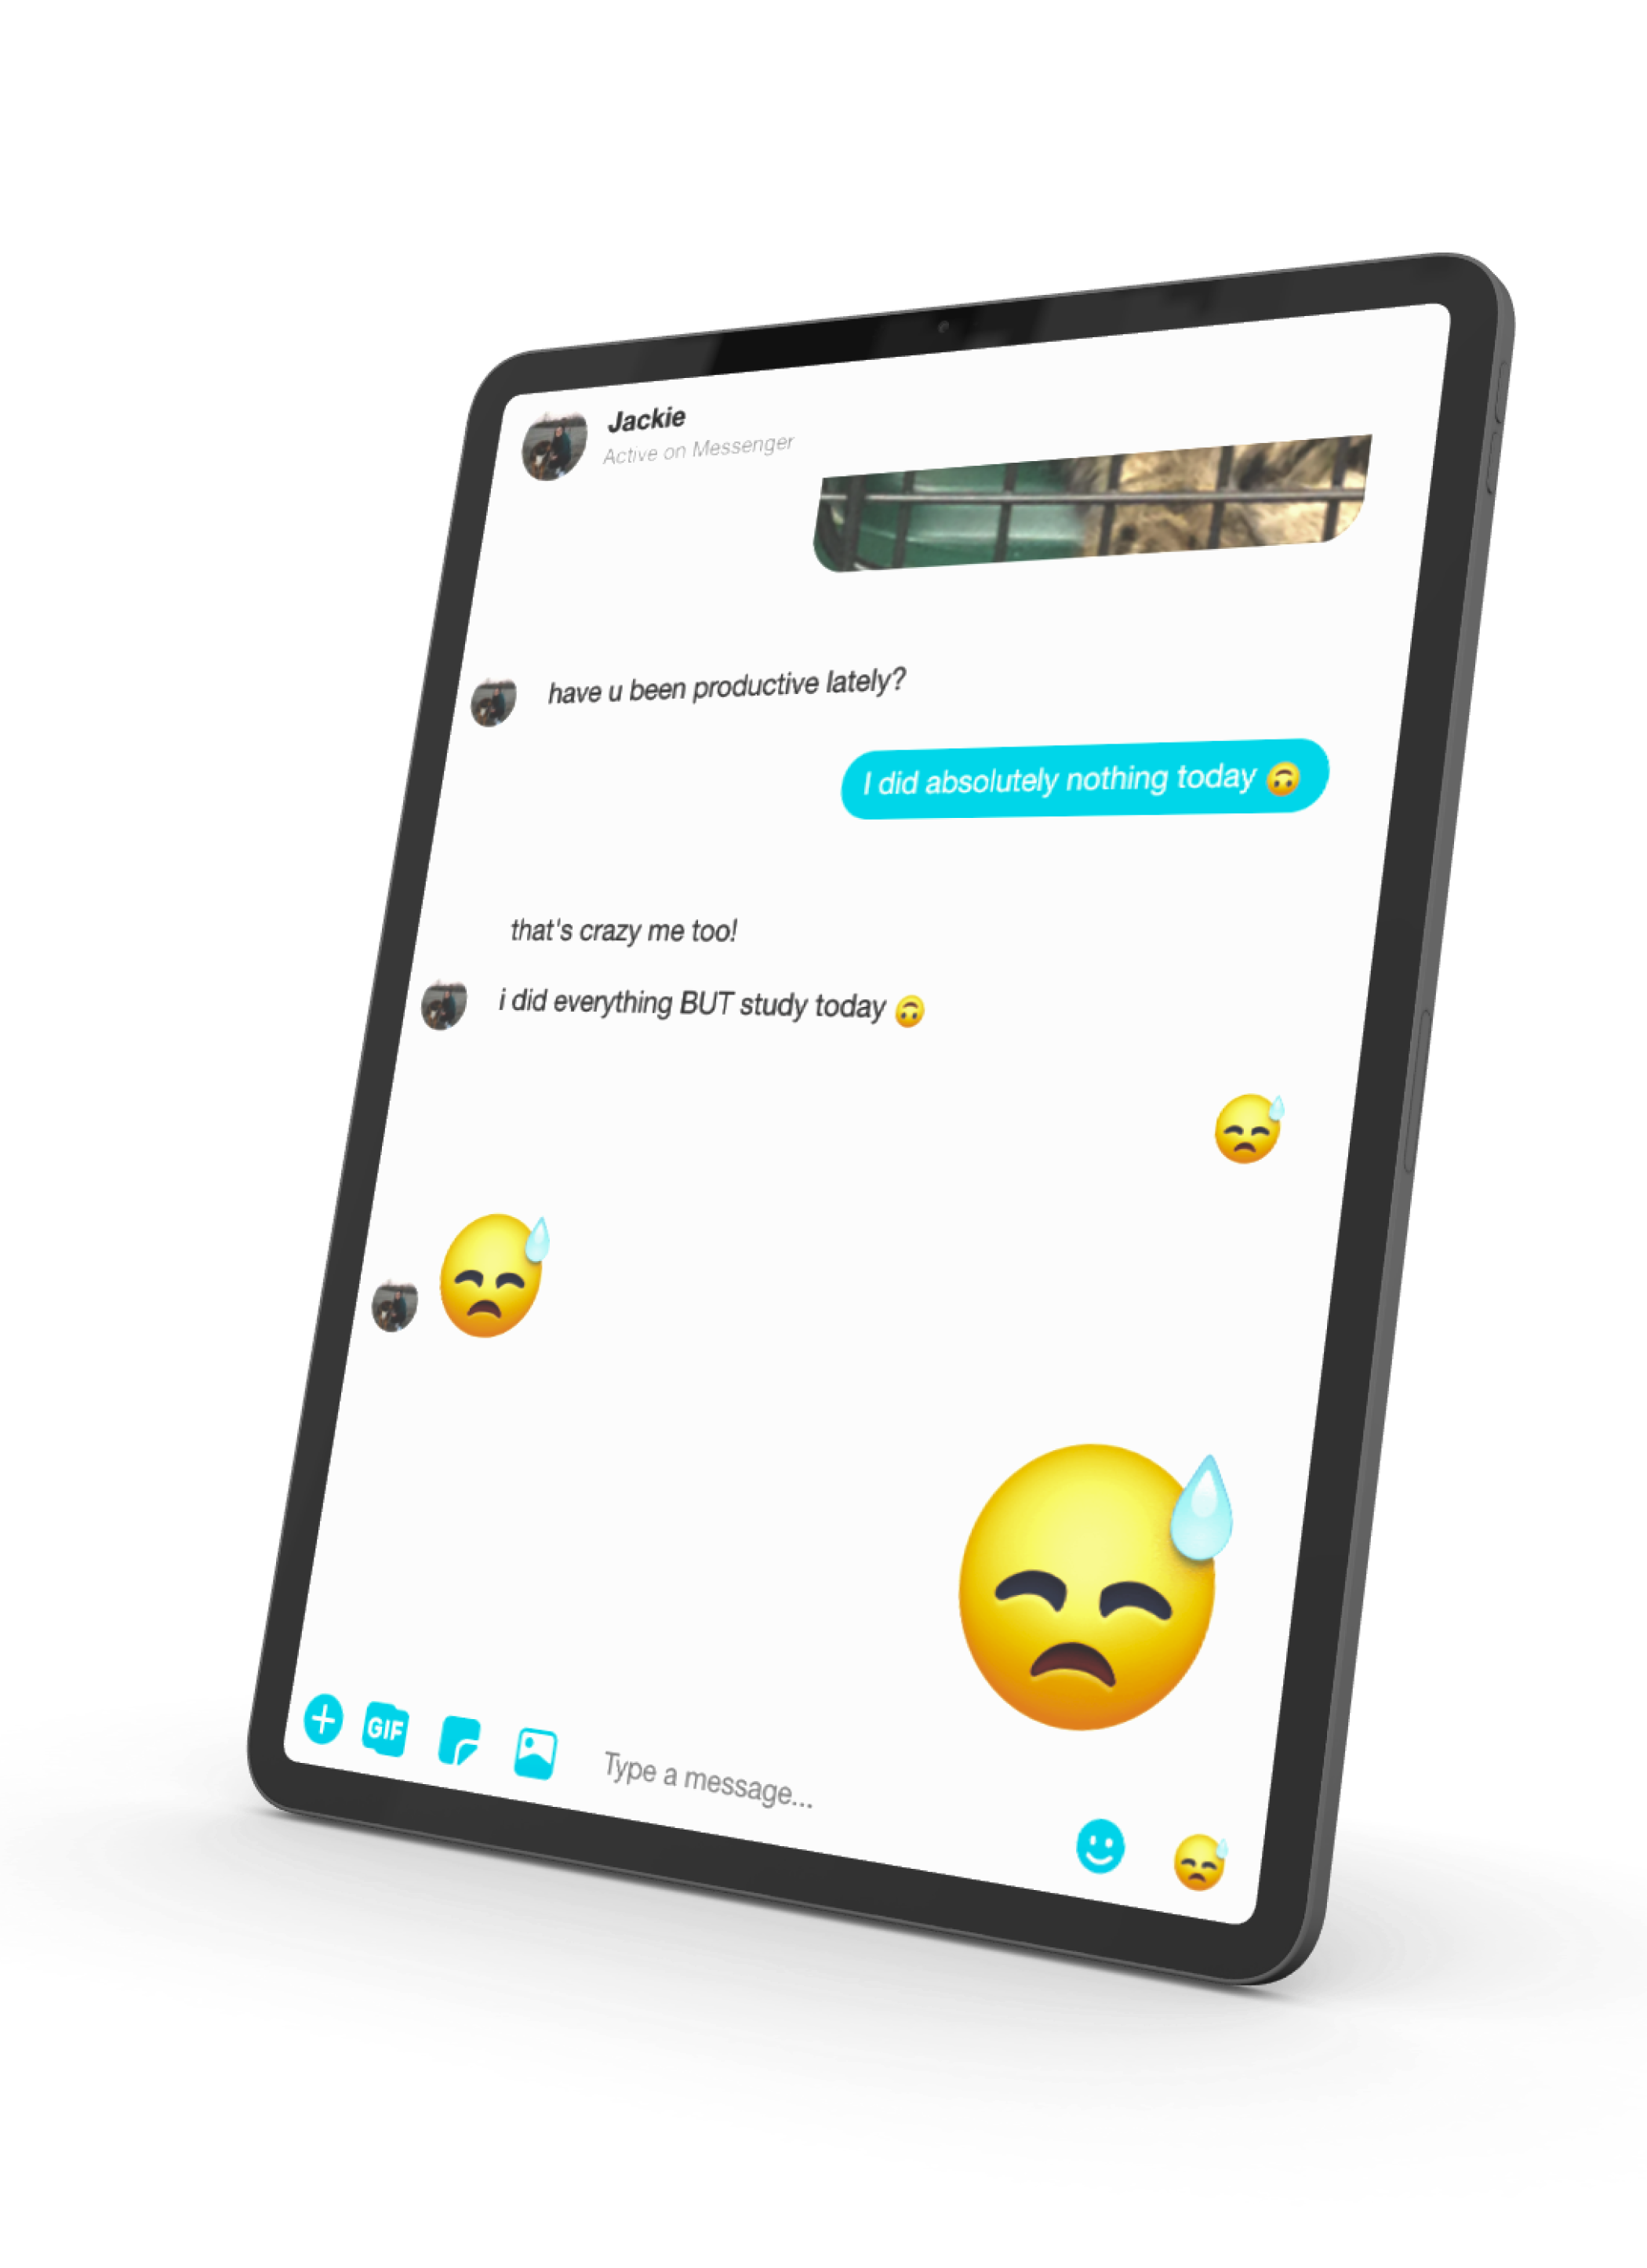 Jackie
Active on Messenger
have u been productive lately?
I did absolutely nothing today 🙃
that's crazy me too!
i did everything BUT study today 🙃
😓
😓
😓
GIF
Type a message...
😓